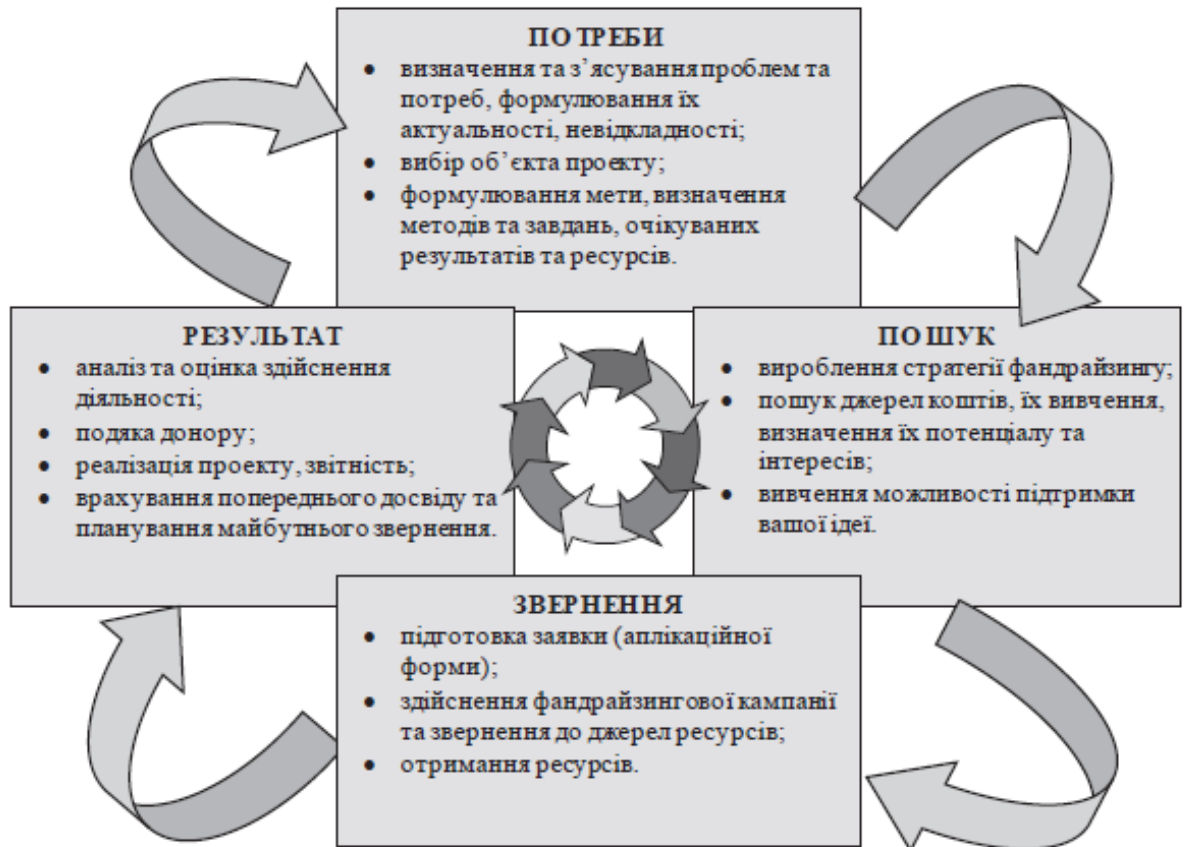 ПОТРЕБИ
• визначення та з’ясування проблем та
потреб, формулювання їх
актуальності, невідкладності;
• вибір об’єкта проекту;
• формулювання мети, визначення
методів та завдань, очікуваних
результатів та ресурсів.
РЕЗУЛЬТАТ
• аналіз та оцінка здійснення
діяльності;
• подяка донору;
• реалізація проекту, звітність;
• врахування попереднього досвіду та
планування майбутнього звернення.
ПОШУК
• вироблення стратегії фандрайзингу;
• пошук джерел коштів, їх вивчення,
визначення їх потенціалу та
інтересів;
• вивчення можливості підтримки
вашої ідеї.
ЗВЕРНЕННЯ
• підготовка заявки (аплікаційної
форми);
• здійснення фандрайзингової кампанії
та звернення до джерел ресурсів;
• отримання ресурсів.